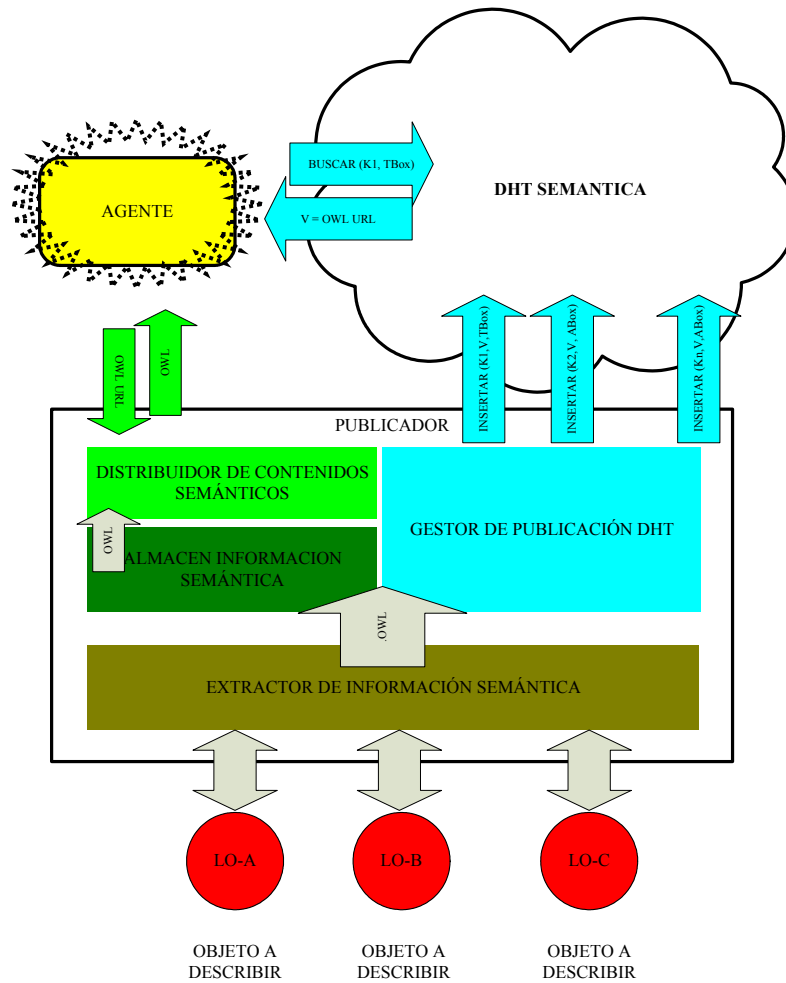 BUSCAR (K1, TBox)
DHT SEMANTICA
AGENTE
V = OWL URL
OWL URL
OWL
INSERTAR (K1,V,TBox)
INSERTAR (K2,V, ABox)
INSERTAR (Kn,V,ABox)
PUBLICADOR
DISTRIBUIDOR DE CONTENIDOS
SEMÁNTICOS
GESTOR DE PUBLICACIÓN DHT
OWL
ALMACEN INFORMACION
SEMÁNTICA
.OWL
EXTRACTOR DE INFORMACIÓN SEMÁNTICA
LO-A
LO-B
LO-C
OBJETO A
DESCRIBIR
OBJETO A
DESCRIBIR
OBJETO A
DESCRIBIR